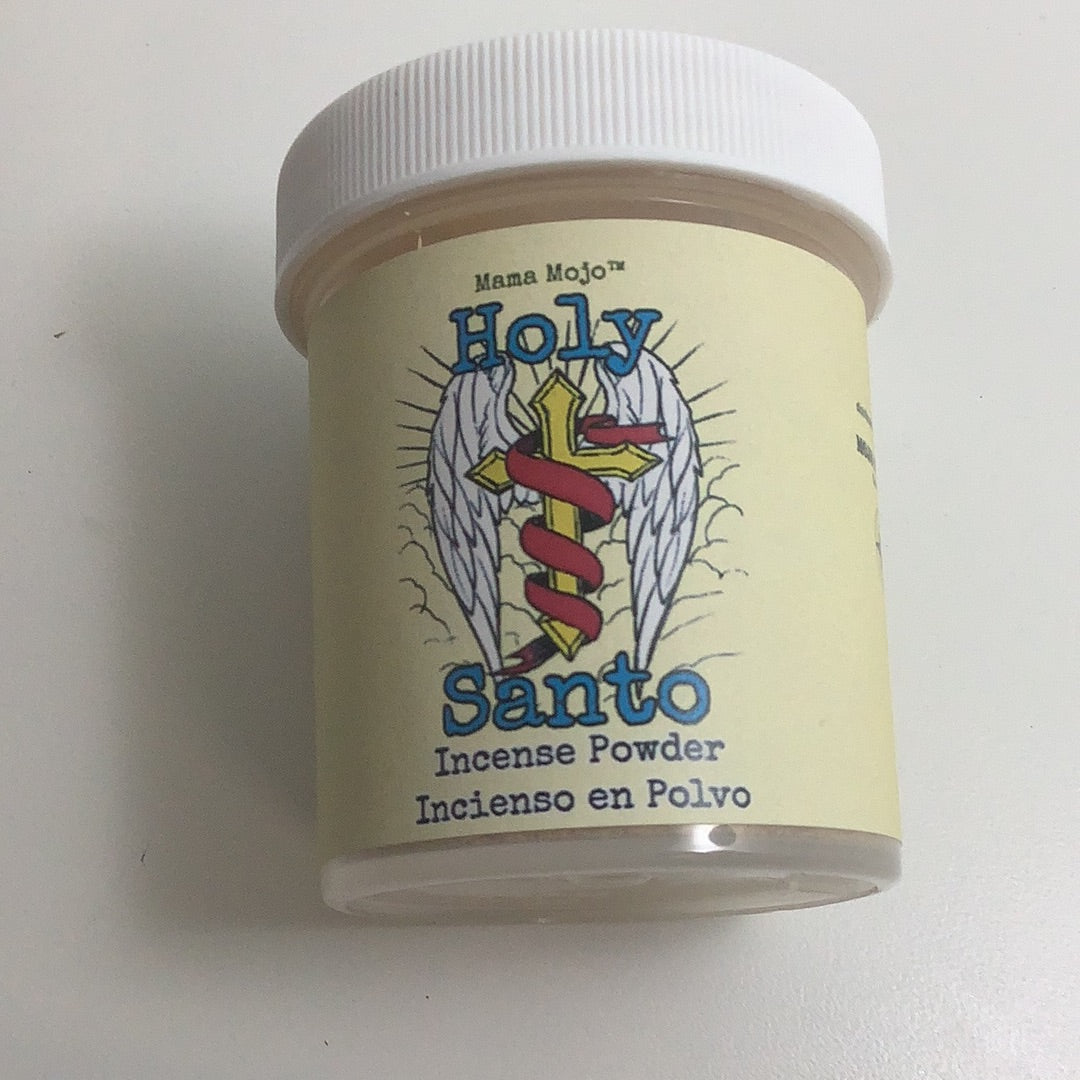 Mama Mojo™
Holy
Santo
Incense Powder
Incienso en Polvo